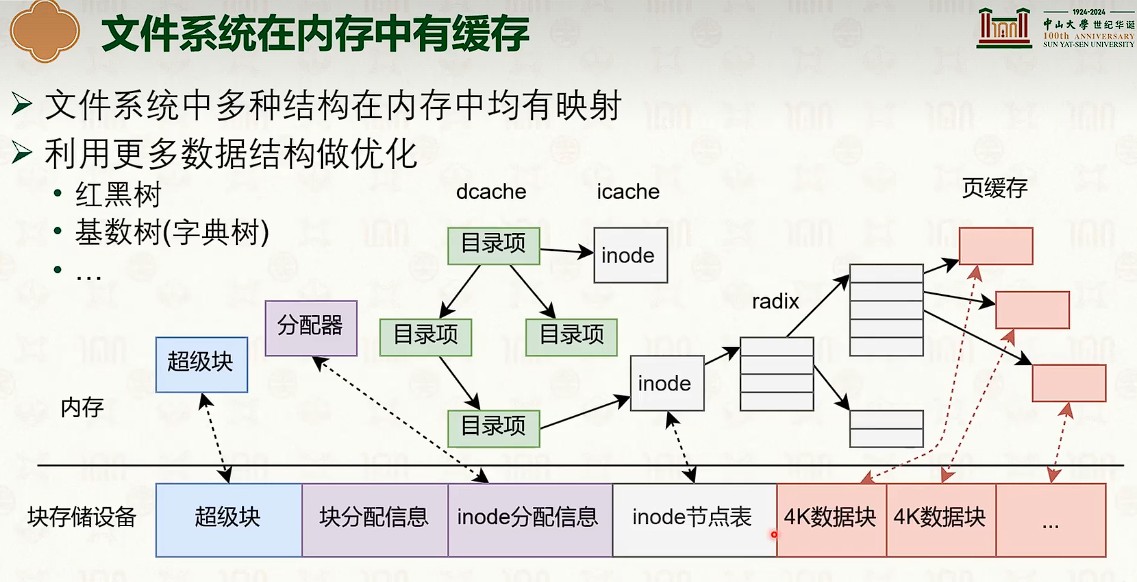 文件系统在内存中有缓存
1924-2024
中山大學 世纪华诞
100th ANNIVERSARY
SUN YAT-SEN UNIVERSITY
文件系统中多种结构在内存中均有映射
利用更多数据结构做优化
• 红黑树
• 基数树(字典树)
• ...
dcache
icache
页缓存
目录项
inode
radix
分配器
目录项
目录项
超级块
inode
内存
目录项
块存储设备
超级块
块分配信息
inode分配信息
inode节点表
4K数据块
4K数据块
...